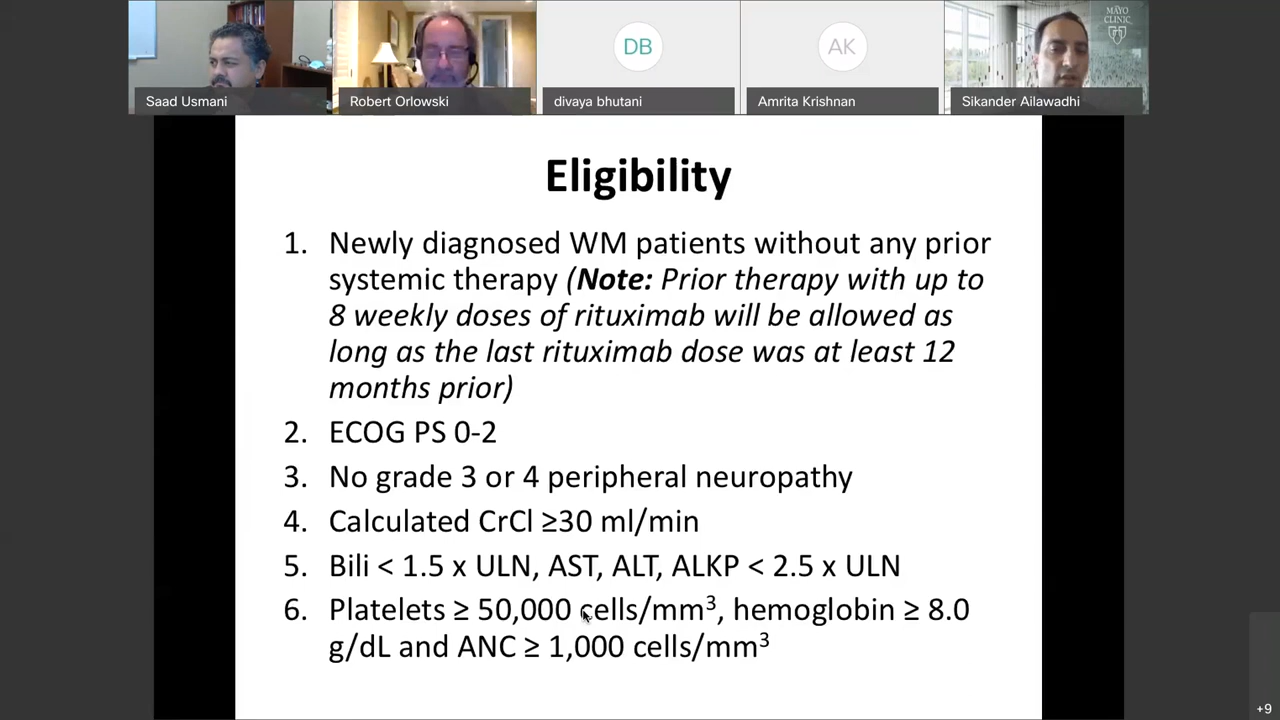 MAYO
CLINIC
DB
AK
Saad Usmani
Robert Orlowski
divaya bhutani
Amrita Krishnan
Sikander Ailawadhi
Eligibility
1. Newly diagnosed WM patients without any prior
systemic therapy (Note: Prior therapy with up to
8 weekly doses of rituximab will be allowed as
long as the last rituximab dose was at least 12
months prior)
2. ECOG PS 0-2
3. No grade 3 or 4 peripheral neuropathy
4. Calculated CrCl ≥30 ml/min
5. Bili < 1.5 x ULN, AST, ALT, ALKP < 2.5 x ULN
6. Platelets ≥ 50,000 cells/mm³, hemoglobin ≥ 8.0
g/dL and ANC ≥ 1,000 cells/mm³
+9